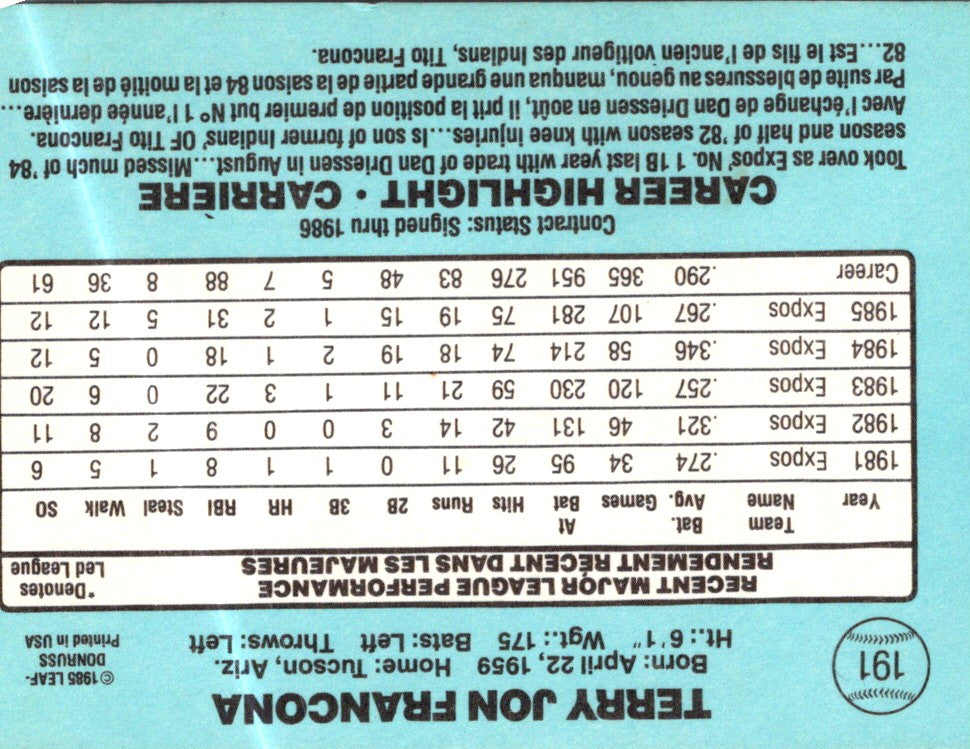 191
TERRY JON FRANCONA
Born: April 22, 1959 Home: Tucson, Ariz.
Ht.: 6'1" Wgt.: 175 Bats: Left Throws: Left
© 1985 LEAF-
DONRUSS
Printed in USA
RECENT MAJOR LEAGUE PERFORMANCE
RENDEMENT RÉCENT DANS LES MAJEURES
*Denotes
Led League
Year Team Name Bat. Avg. Games At Bat Hits Runs 2B 3B HR RBI Steal Walk SO
1981 Expos .274 34 95 26 11 0 1 1 8 1 5 6
1982 Expos .321 46 131 42 14 3 0 0 9 2 8 11
1983 Expos .257 120 230 59 21 11 1 3 22 0 6 20
1984 Expos .346 58 214 74 18 19 2 1 18 0 5 12
1985 Expos .267 107 281 75 19 15 1 2 31 5 12 12
Career .290 365 951 276 83 48 5 7 88 8 36 61
Contract Status: Signed thru 1986
CAREER HIGHLIGHT • CARRIÈRE
Took over as Expos' No. 1 1B last year with trade of Dan Driessen in August...Missed much of '84
season and half of '82 season with knee injuries...Is son of former Indians' OF Tito Francona.
Avec l'échange de Dan Driessen en août, il prit la position de premier but N° 1 l'année dernière...
Par suite de blessures au genou, manqua une grande partie de la saison 84 et la moitié de la saison
82...Est le fils de l'ancien voltigeur des Indians, Tito Francona.